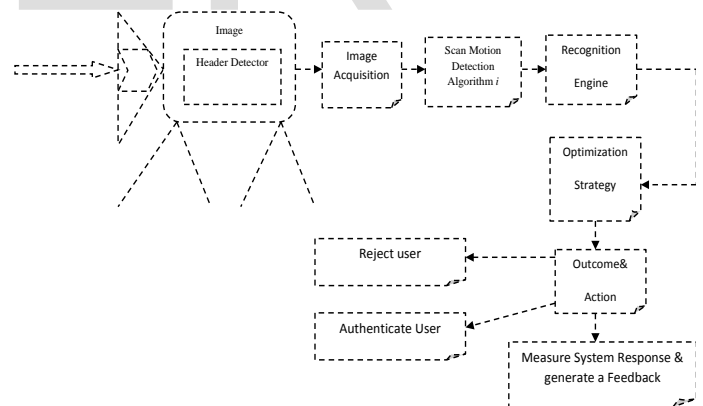 Image
Header Detector
Image
Acquisition
Scan Motion
Detection
Algorithm i
Recognition
Engine
Optimization
Strategy
Outcome&
Action
Reject user
Authenticate User
Measure System Response &
generate a Feedback